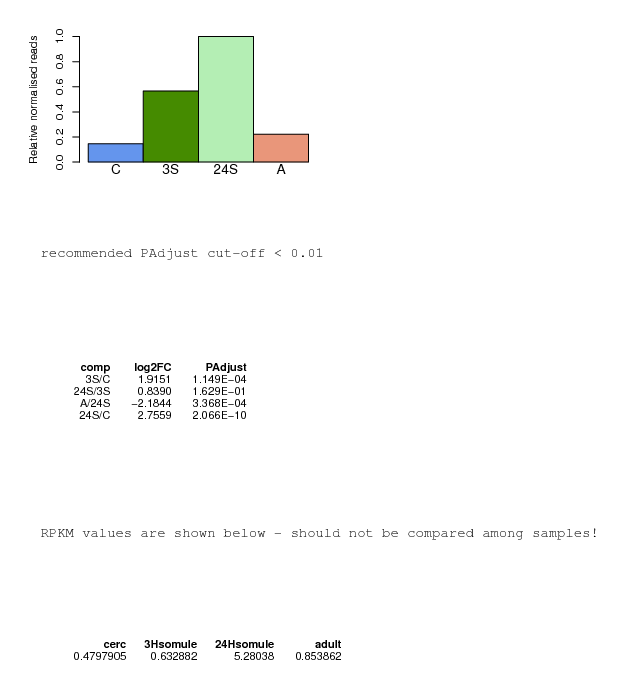 Relative normalised reads
1.0
0.8
0.6
0.4
0.2
0.0
C 3S 24S A
recommended PAdjust cut-off < 0.01
comp log2FC PAdjust
3S/C 1.9151 1.149E−04
24S/3S 0.8390 1.629E−01
A/24S −2.1844 3.368E−04
24S/C 2.7559 2.066E−10
RPKM values are shown below - should not be compared among samples!
cerc 3Hsomule 24Hsomule adult
0.4797905 0.632882 5.28038 0.853862